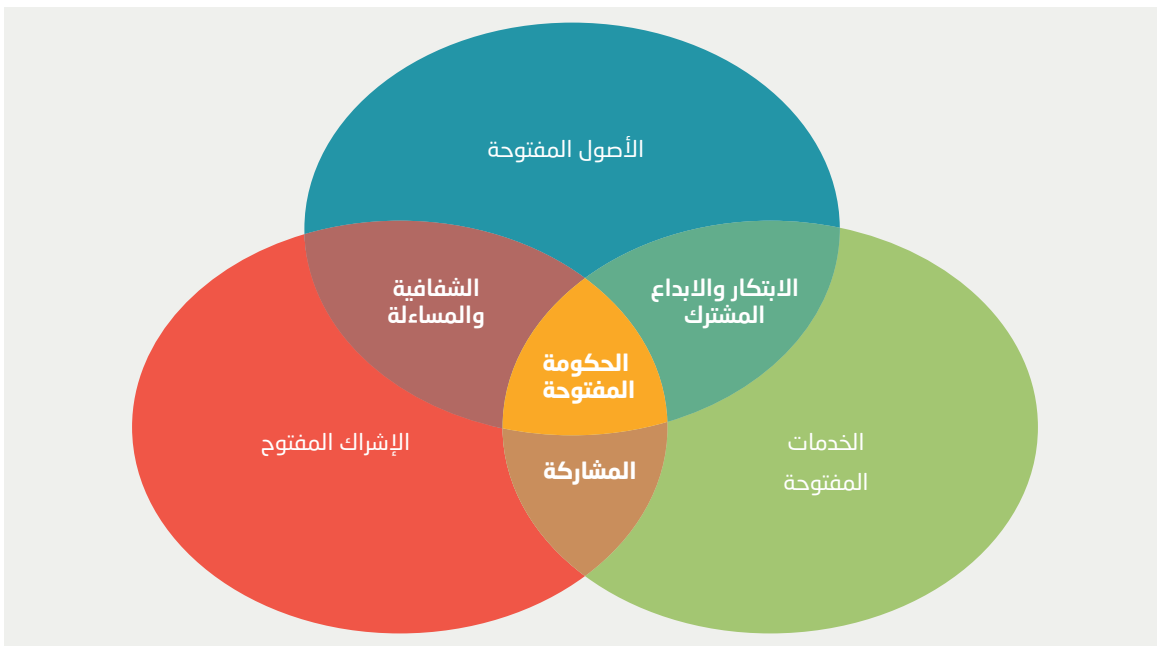 الأصول المفتوحة
الابتكار والابداع
المشترك
الشفافية
والمساءلة
الحكومة
المفتوحة
الخدمات
المفتوحة
الإشراك المفتوح
المشاركة